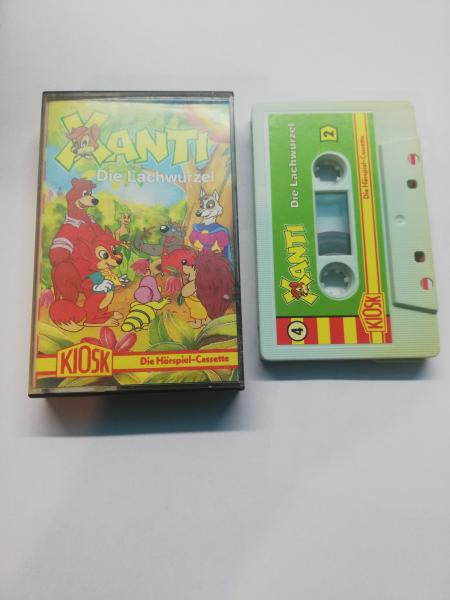 XANTI
Die Lachwurzel
KIOSK
Die Hörspiel-Cassette
4
XANTI
Die Lachwurzel
2
KIOSK
Die Hörspiel-Cassette